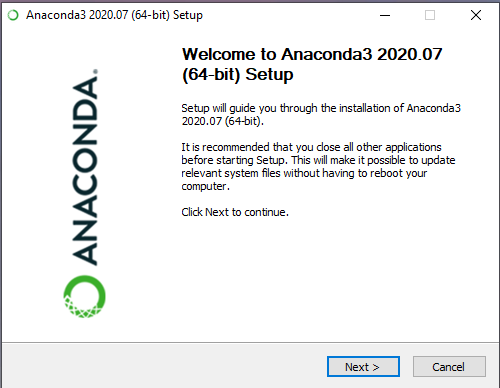 Anaconda3 2020.07 (64-bit) Setup
Welcome to Anaconda3 2020.07
(64-bit) Setup
Setup will guide you through the installation of Anaconda3
2020.07 (64-bit).
It is recommended that you close all other applications
before starting Setup. This will make it possible to update
relevant system files without having to reboot your
computer.
Click Next to continue.
ANACONDA.
Next >
Cancel